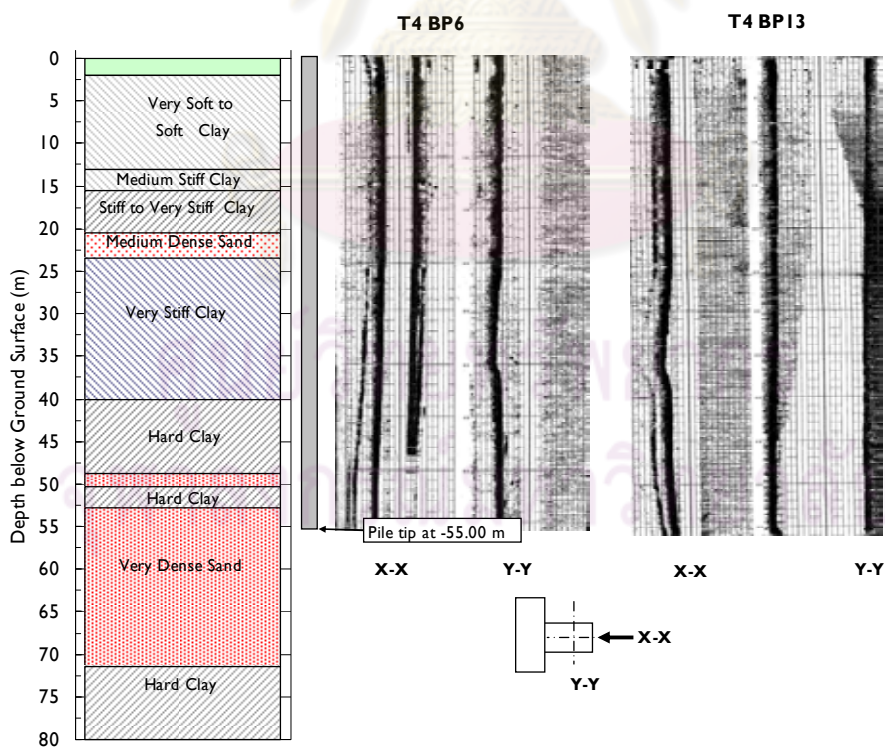 T4 BP6
T4 BP13
Depth below Ground Surface (m)
0
5
10
15
20
25
30
35
40
45
50
55
60
65
70
75
80
Very Soft to
Soft Clay
Medium Stiff Clay
Stiff to Very Stiff Clay
Medium Dense Sand
Very Stiff Clay
Hard Clay
Hard Clay
Very Dense Sand
Hard Clay
Pile tip at -55.00 m
X-X
Y-Y
X-X
Y-Y
X-X
Y-Y